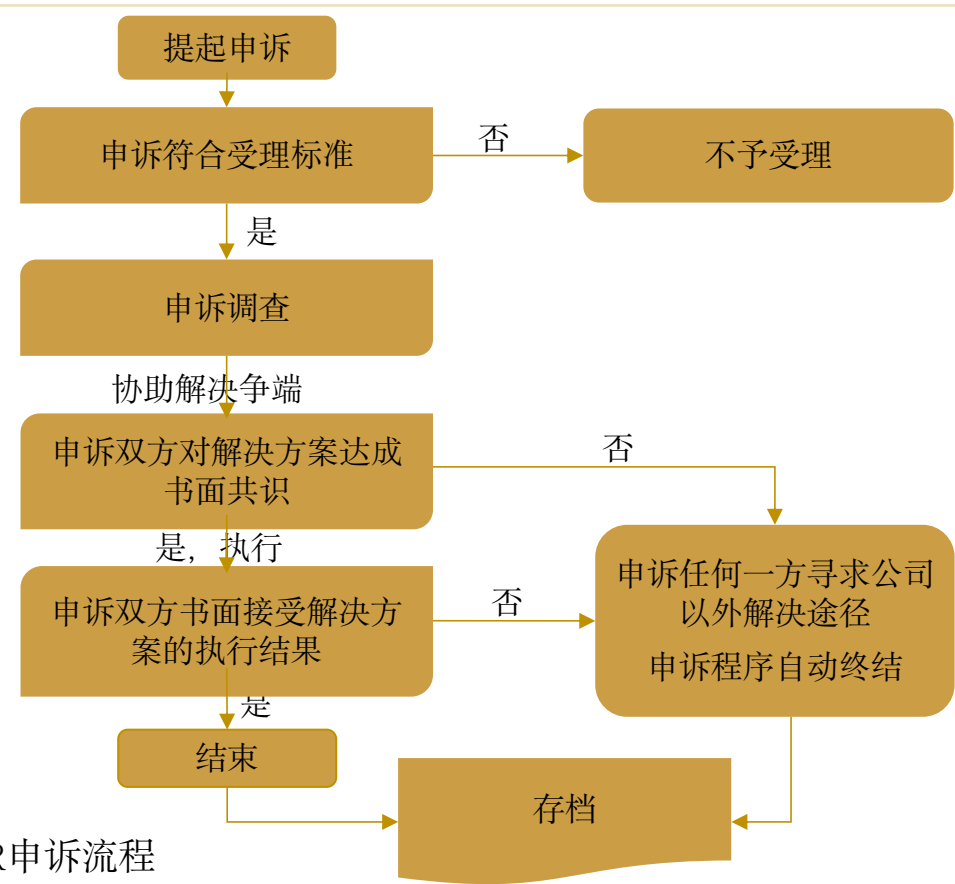 提起申诉
申诉符合受理标准
否
不予受理
是
申诉调查
协助解决争端
申诉双方对解决方案达成
书面共识
否
是，执行
申诉双方书面接受解决方
案的执行结果
否
申诉任何一方寻求公司
以外解决途径
申诉程序自动终结
是
结束
存档
申诉流程